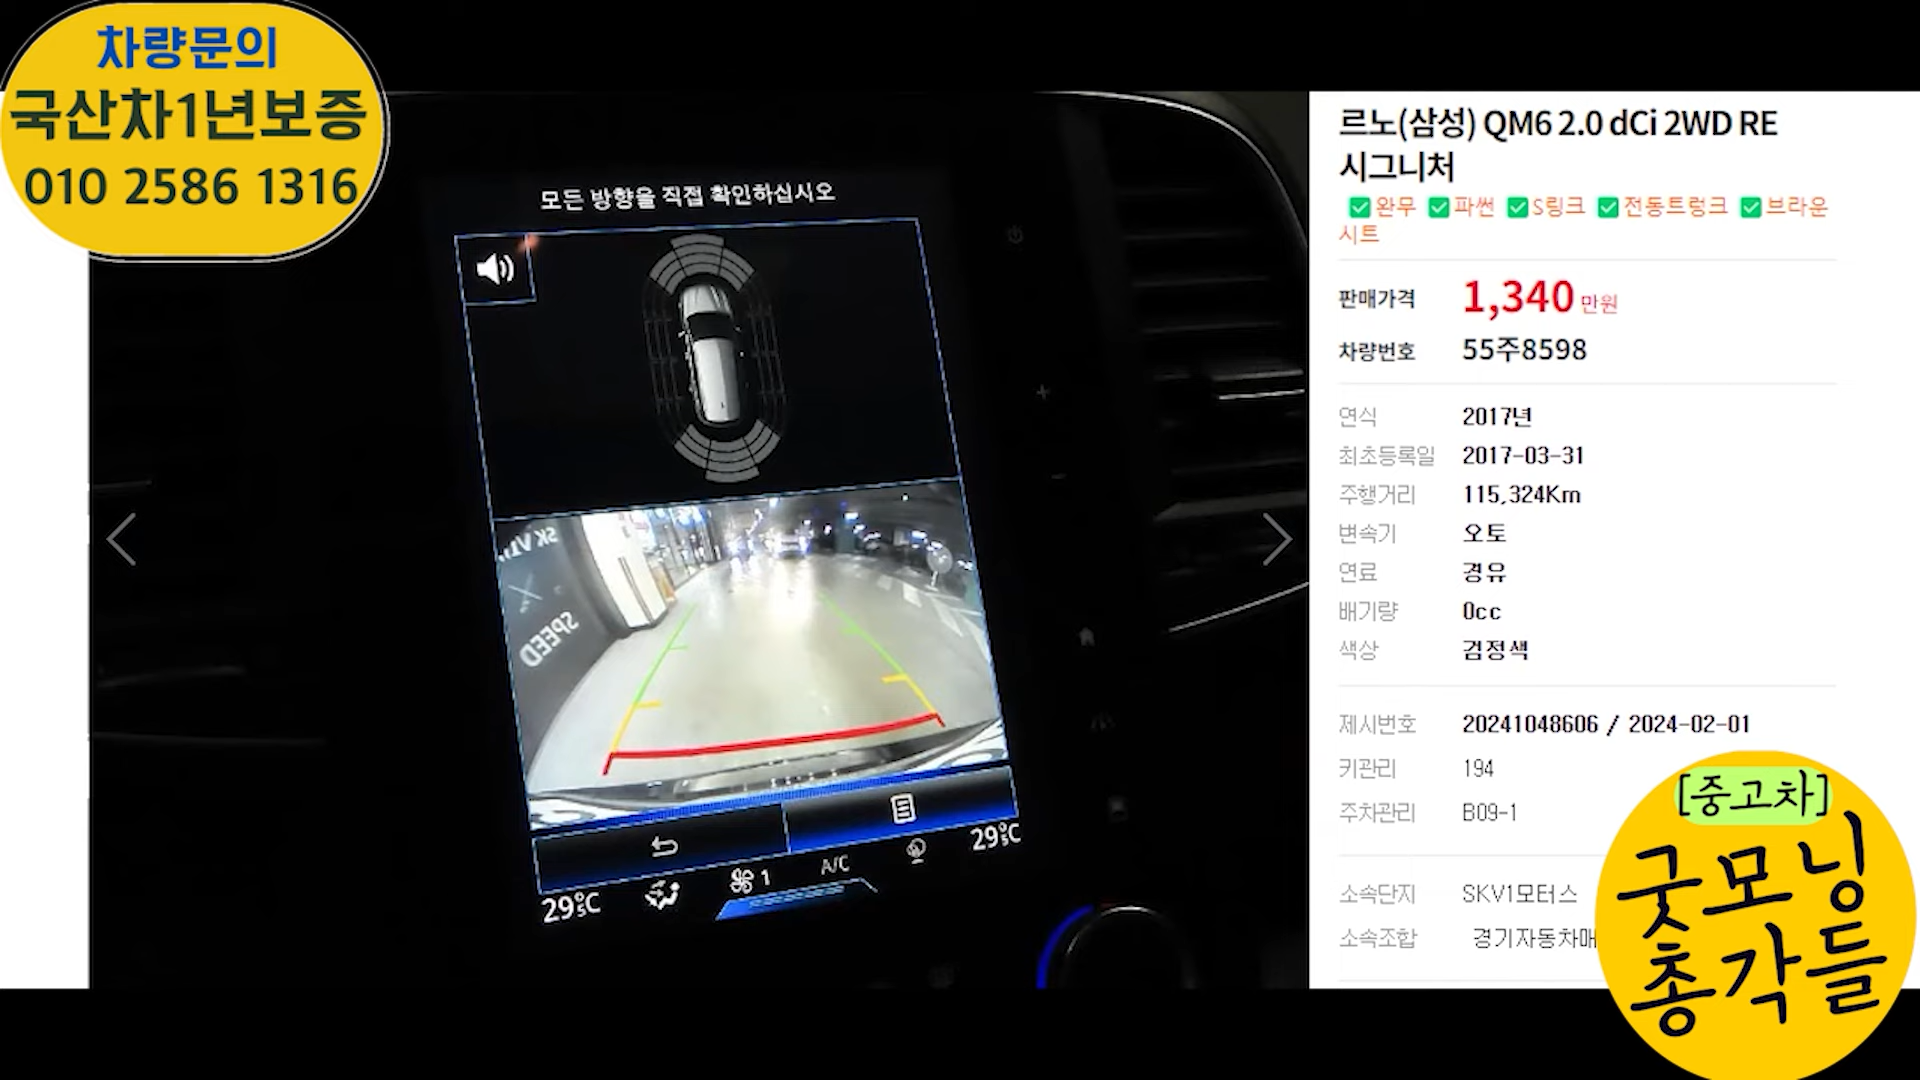 차량문의
국산차1년보증
010 2586 1316
모든 방향을 직접 확인하십시오
SPEED
1
A/C
29.5°C
29.5°C
르노(삼성) QM6 2.0 dCi 2WD RE
시그니처
✅완무 ✅파썬 ✅S링크 ✅전동트렁크 ✅브라운
시트
판매가격 1,340 만원
차량번호 55주8598
연식 2017년
최초등록일 2017-03-31
주행거리 115,324Km
변속기 오토
연료 경유
배기량 0cc
색상 검정색
제시번호 20241048606 / 2024-02-01
키관리 194
주차관리 B09-1
소속단지 SKV1모터스
소속조합 경기자동차매
[중고차]
굿모닝
총각들